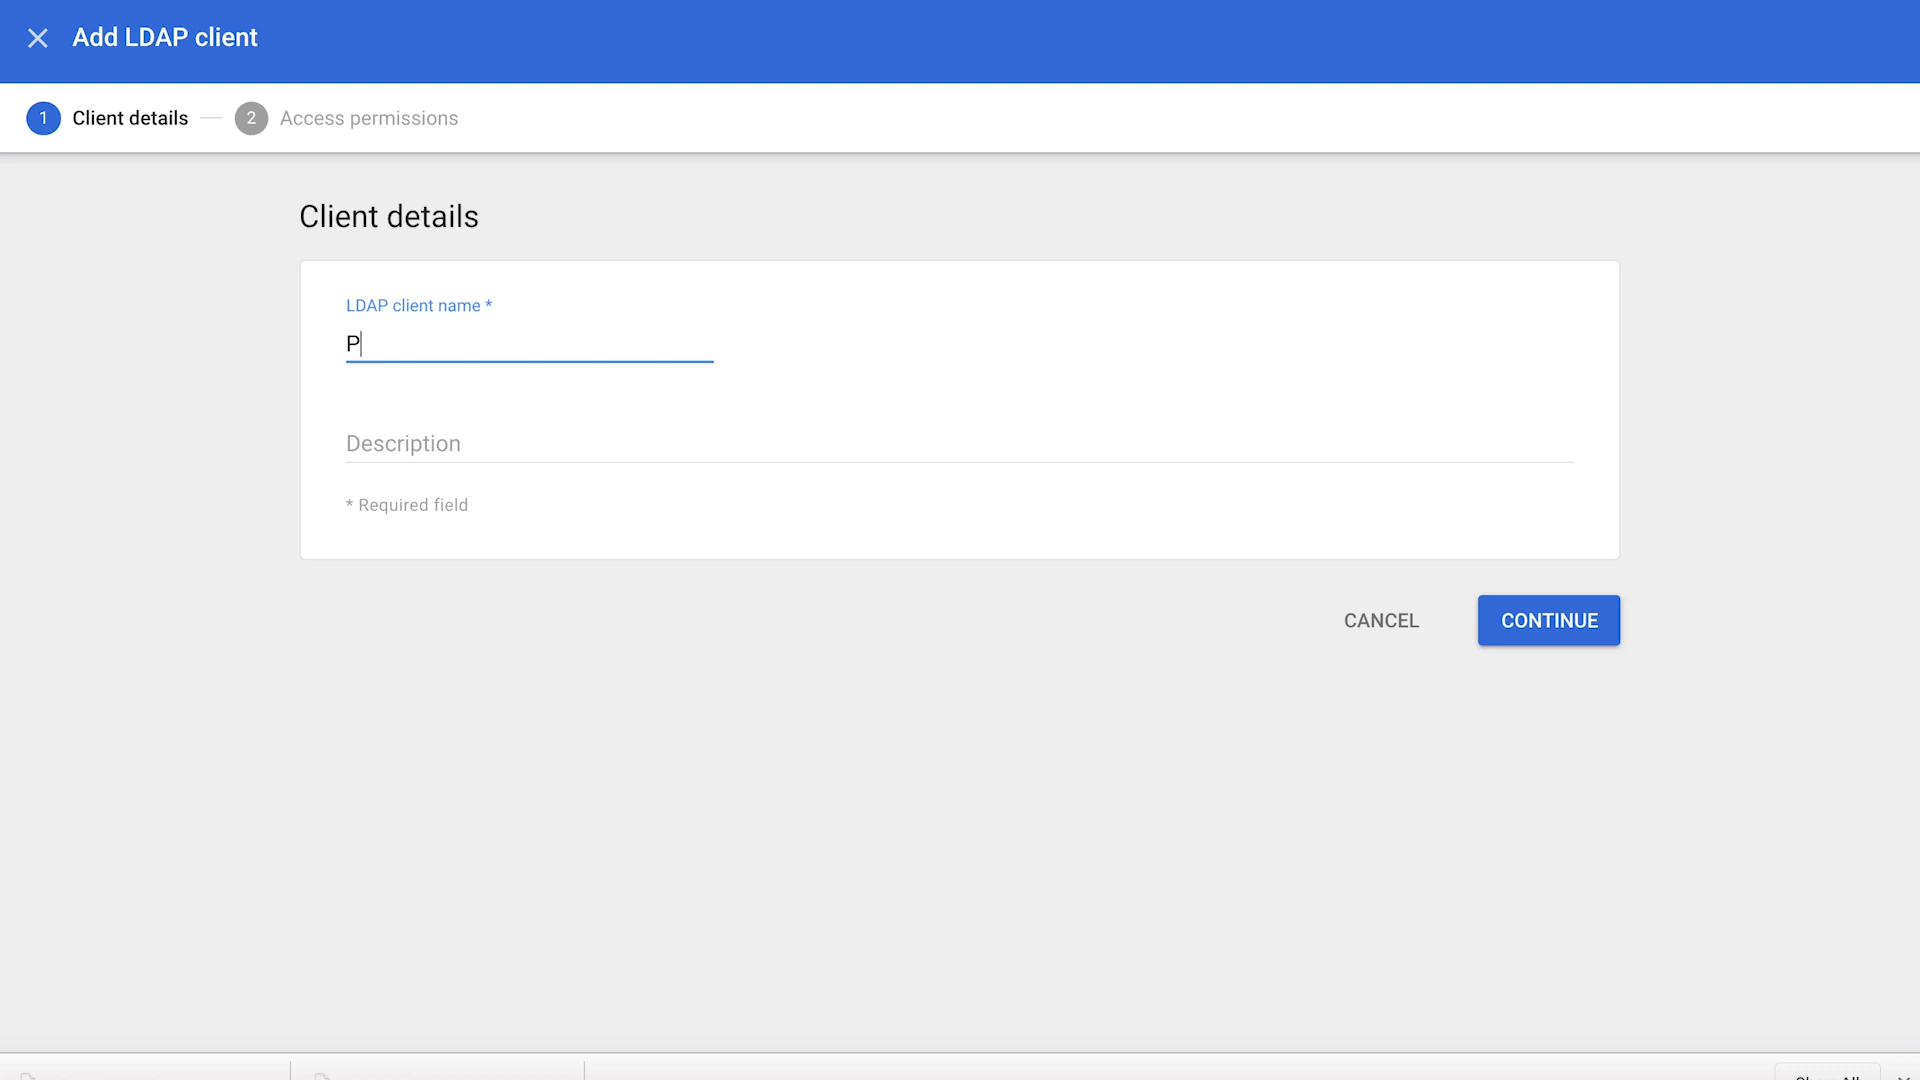 Add LDAP client
1 Client details 2 Access permissions
Client details
LDAP client name *
P
Description
* Required field
CANCEL CONTINUE